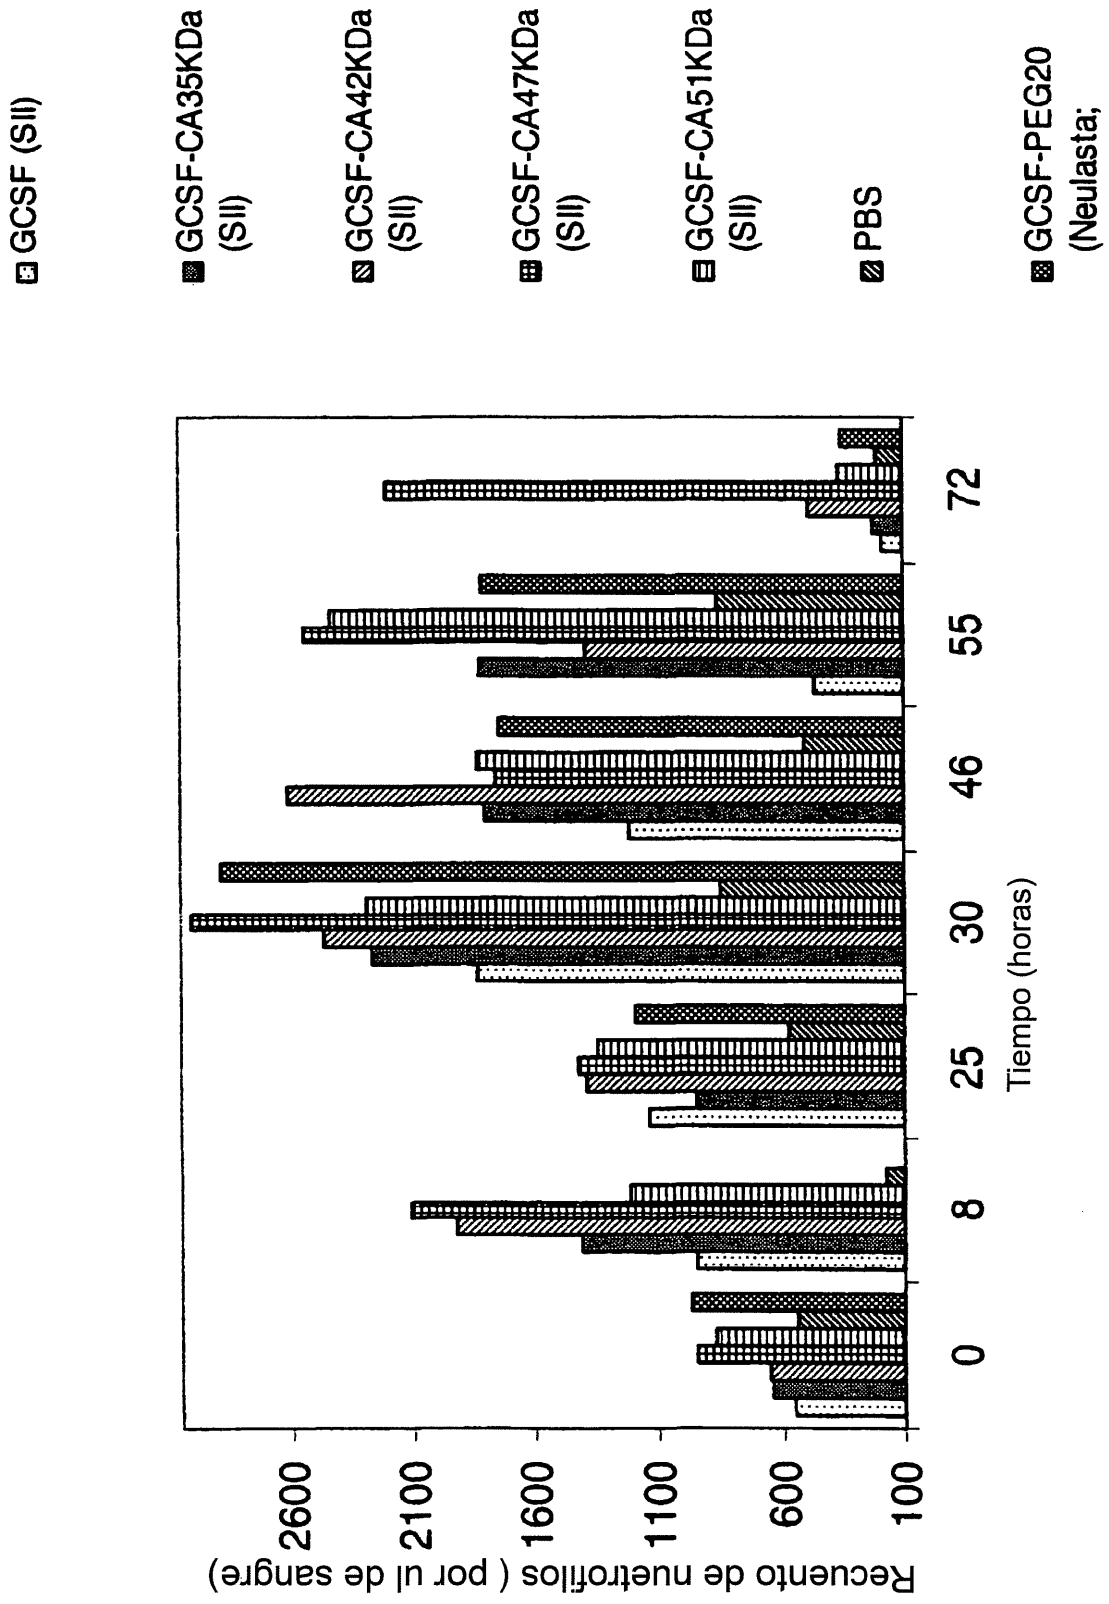 GCSF (SII)
GCSF-CA35KDa
(SII)
GCSF-CA42KDa
(SII)
GCSF-CA47KDa
(SII)
GCSF-CA51KDa
(SII)
PBS
GCSF-PEG20
(Neulasta;
Recuento de nuetrofilos ( por ul de sangre)
2600
2100
1600
1100
600
100
0
8
25
30
46
55
72
Tiempo (horas)